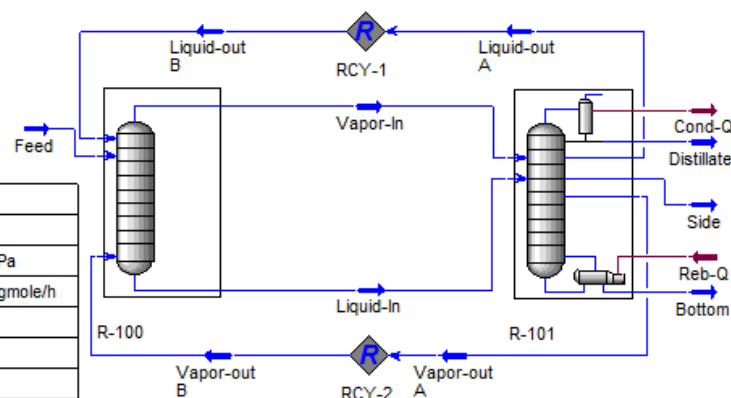 Liquid-out
B
R
RCY-1
Liquid-out
A
Feed
Vapor-In
Cond-Q
Distillate
Side
Pa
gmole/h
Reb-Q
Liquid-In
Bottom
R-100
R-101
Vapor-out
B
R
RCY-2
Vapor-out
A